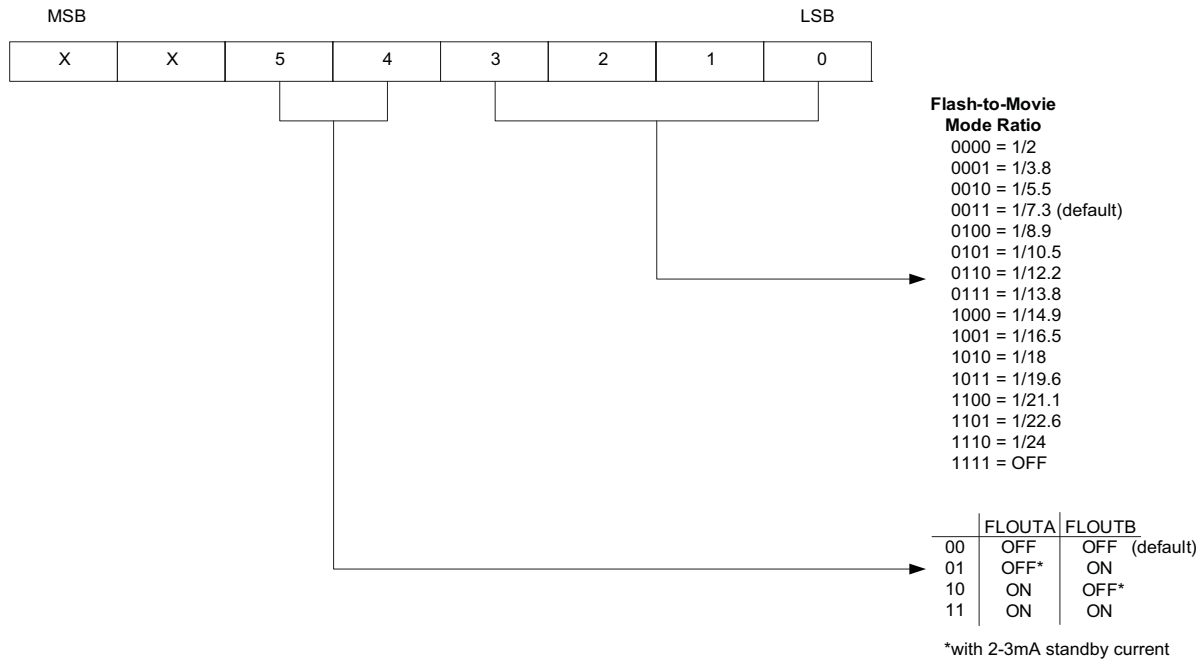 MSB LSB
X X 5 4 3 2 1 0
Flash-to-Movie
Mode Ratio
0000 = 1/2
0001 = 1/3.8
0010 = 1/5.5
0011 = 1/7.3 (default)
0100 = 1/8.9
0101 = 1/10.5
0110 = 1/12.2
0111 = 1/13.8
1000 = 1/14.9
1001 = 1/16.5
1010 = 1/18
1011 = 1/19.6
1100 = 1/21.1
1101 = 1/22.6
1110 = 1/24
1111 = OFF
FLOUTA FLOUTB
00 OFF OFF (default)
01 OFF* ON
10 ON OFF*
11 ON ON
*with 2-3mA standby current